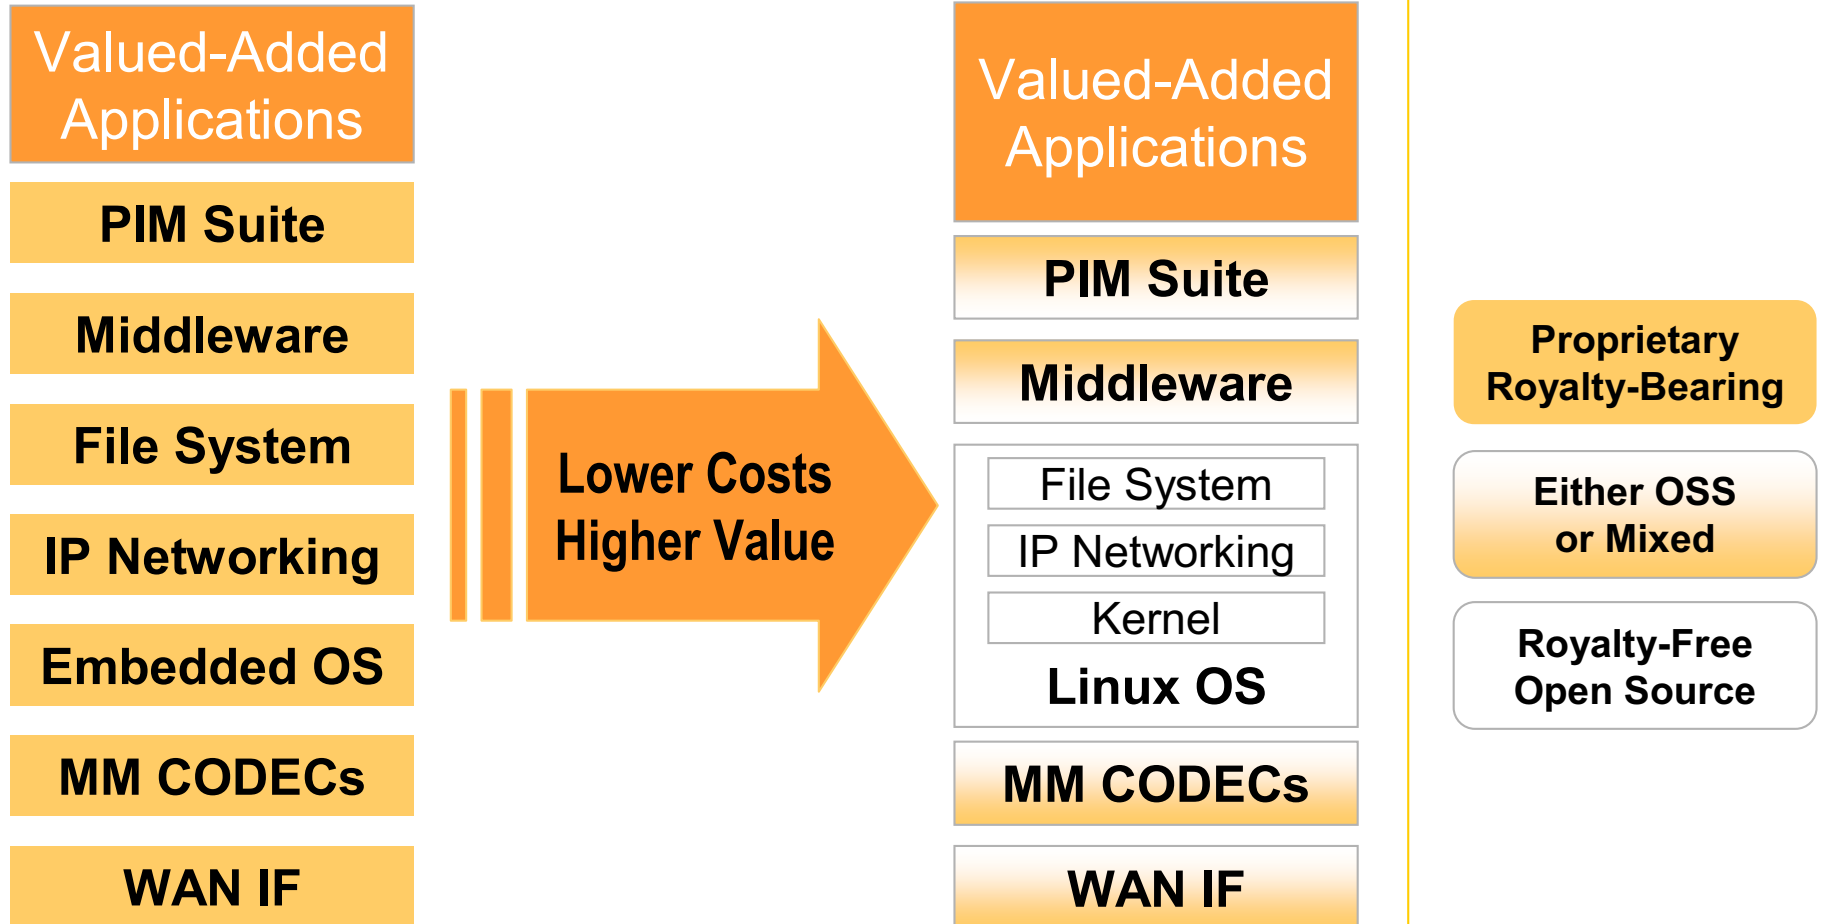 Valued-Added
Applications
PIM Suite
Middleware
File System
IP Networking
Embedded OS
MM CODECs
WAN IF
Lower Costs
Higher Value
Valued-Added
Applications
PIM Suite
Middleware
File System
IP Networking
Kernel
Linux OS
MM CODECs
WAN IF
Proprietary
Royalty-Bearing
Either OSS
or Mixed
Royalty-Free
Open Source